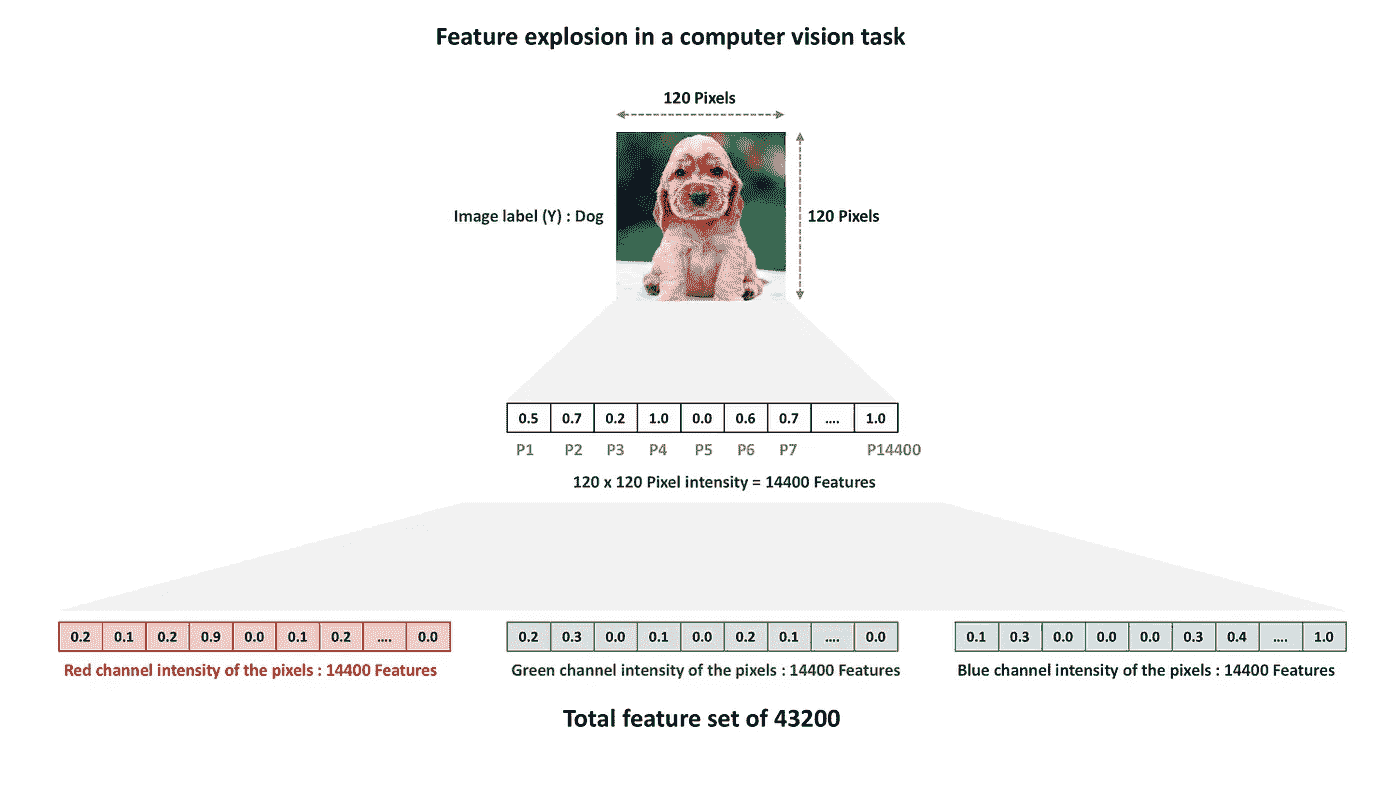 Feature explosion in a computer vision task
120 Pixels
Image label (Y) : Dog
120 Pixels
0.5 0.7 0.2 1.0 0.0 0.6 0.7 .... 1.0
P1 P2 P3 P4 P5 P6 P7 P14400
120 x 120 Pixel intensity = 14400 Features
0.2 0.1 0.2 0.9 0.0 0.1 0.2 .... 0.0
Red channel intensity of the pixels : 14400 Features
0.2 0.3 0.0 0.1 0.0 0.2 0.1 .... 0.0
Green channel intensity of the pixels : 14400 Features
0.1 0.3 0.0 0.0 0.0 0.3 0.4 .... 1.0
Blue channel intensity of the pixels : 14400 Features
Total feature set of 43200